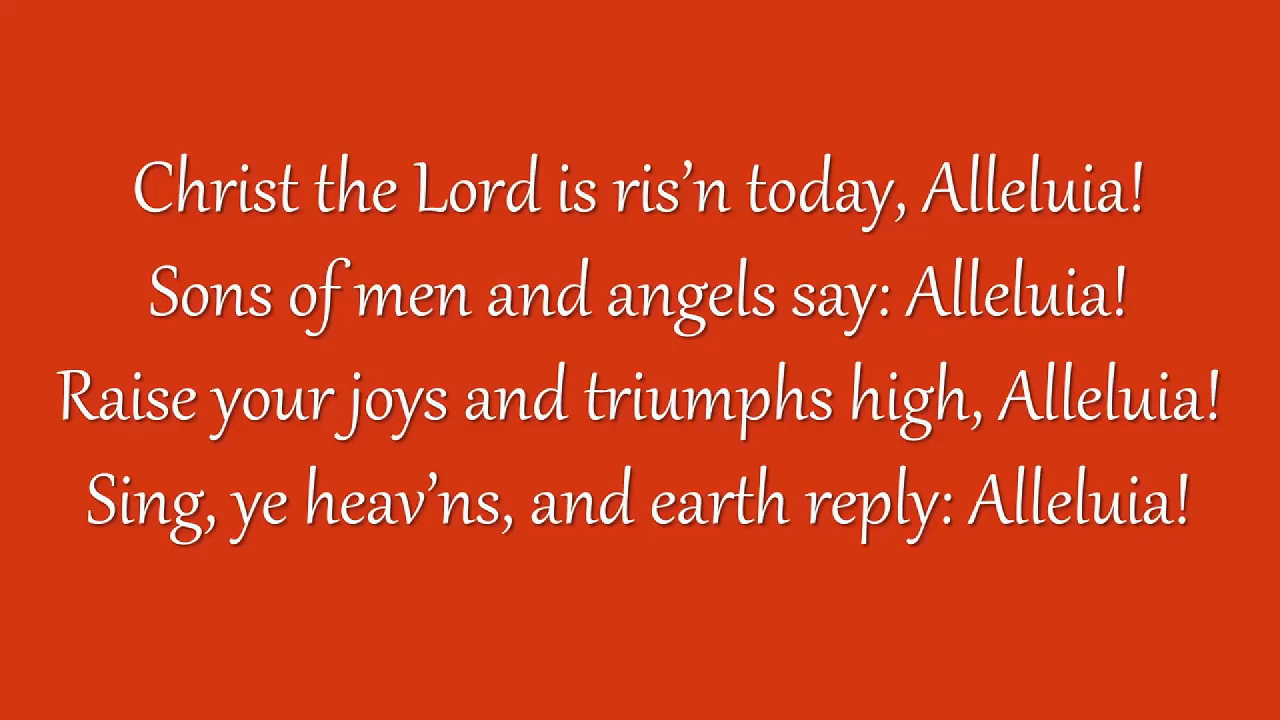 Christ the Lord is ris’n today, Alleluia!
Sons of men and angels say: Alleluia!
Raise your joys and triumphs high, Alleluia!
Sing, ye heav’ns, and earth reply: Alleluia!